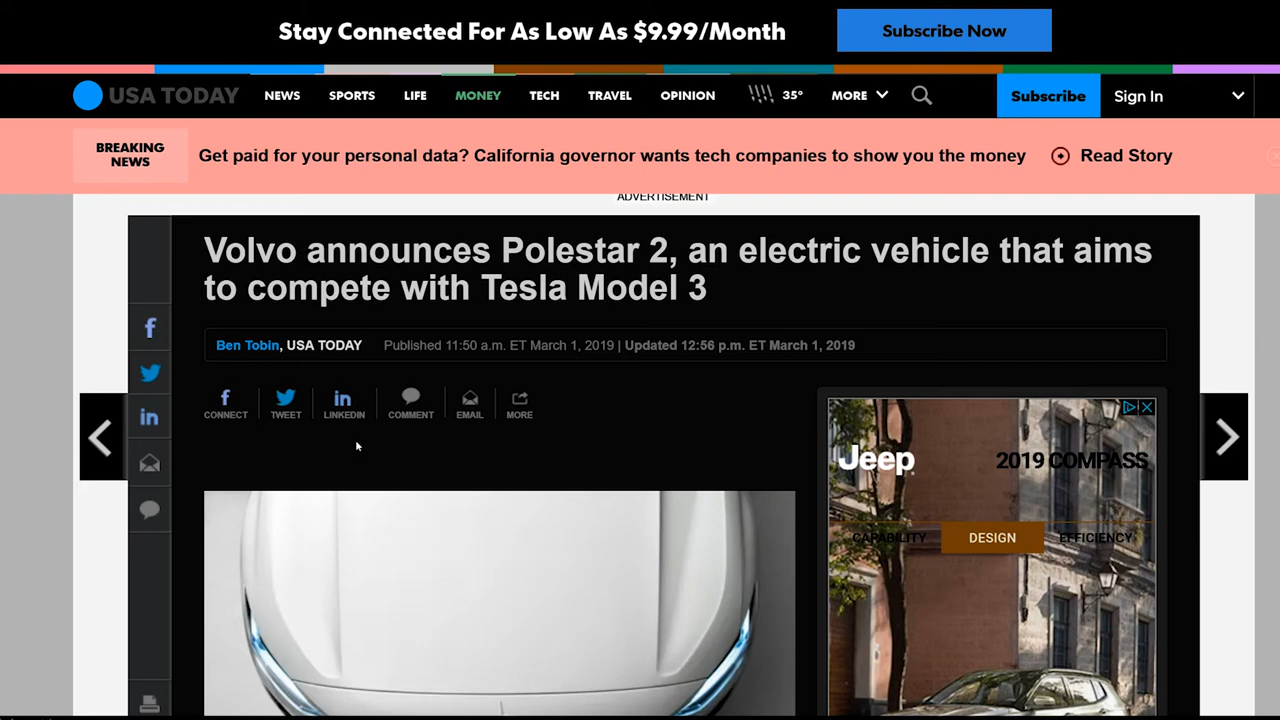 Stay Connected For As Low As $9.99/Month
Subscribe Now
USA TODAY
NEWS
SPORTS
LIFE
MONEY
TECH
TRAVEL
OPINION
35°
MORE
Subscribe
Sign In
BREAKING
NEWS
Get paid for your personal data? California governor wants tech companies to show you the money
Read Story
ADVERTISEMENT
Volvo announces Polestar 2, an electric vehicle that aims
to compete with Tesla Model 3
Ben Tobin, USA TODAY
Published 11:50 a.m. ET March 1, 2019 | Updated 12:56 p.m. ET March 1, 2019
f
CONNECT
TWEET
in
LINKEDIN
COMMENT
EMAIL
MORE
f
in
Jeep
2019 COMPASS
CAPABILITY
DESIGN
EFFICIENCY